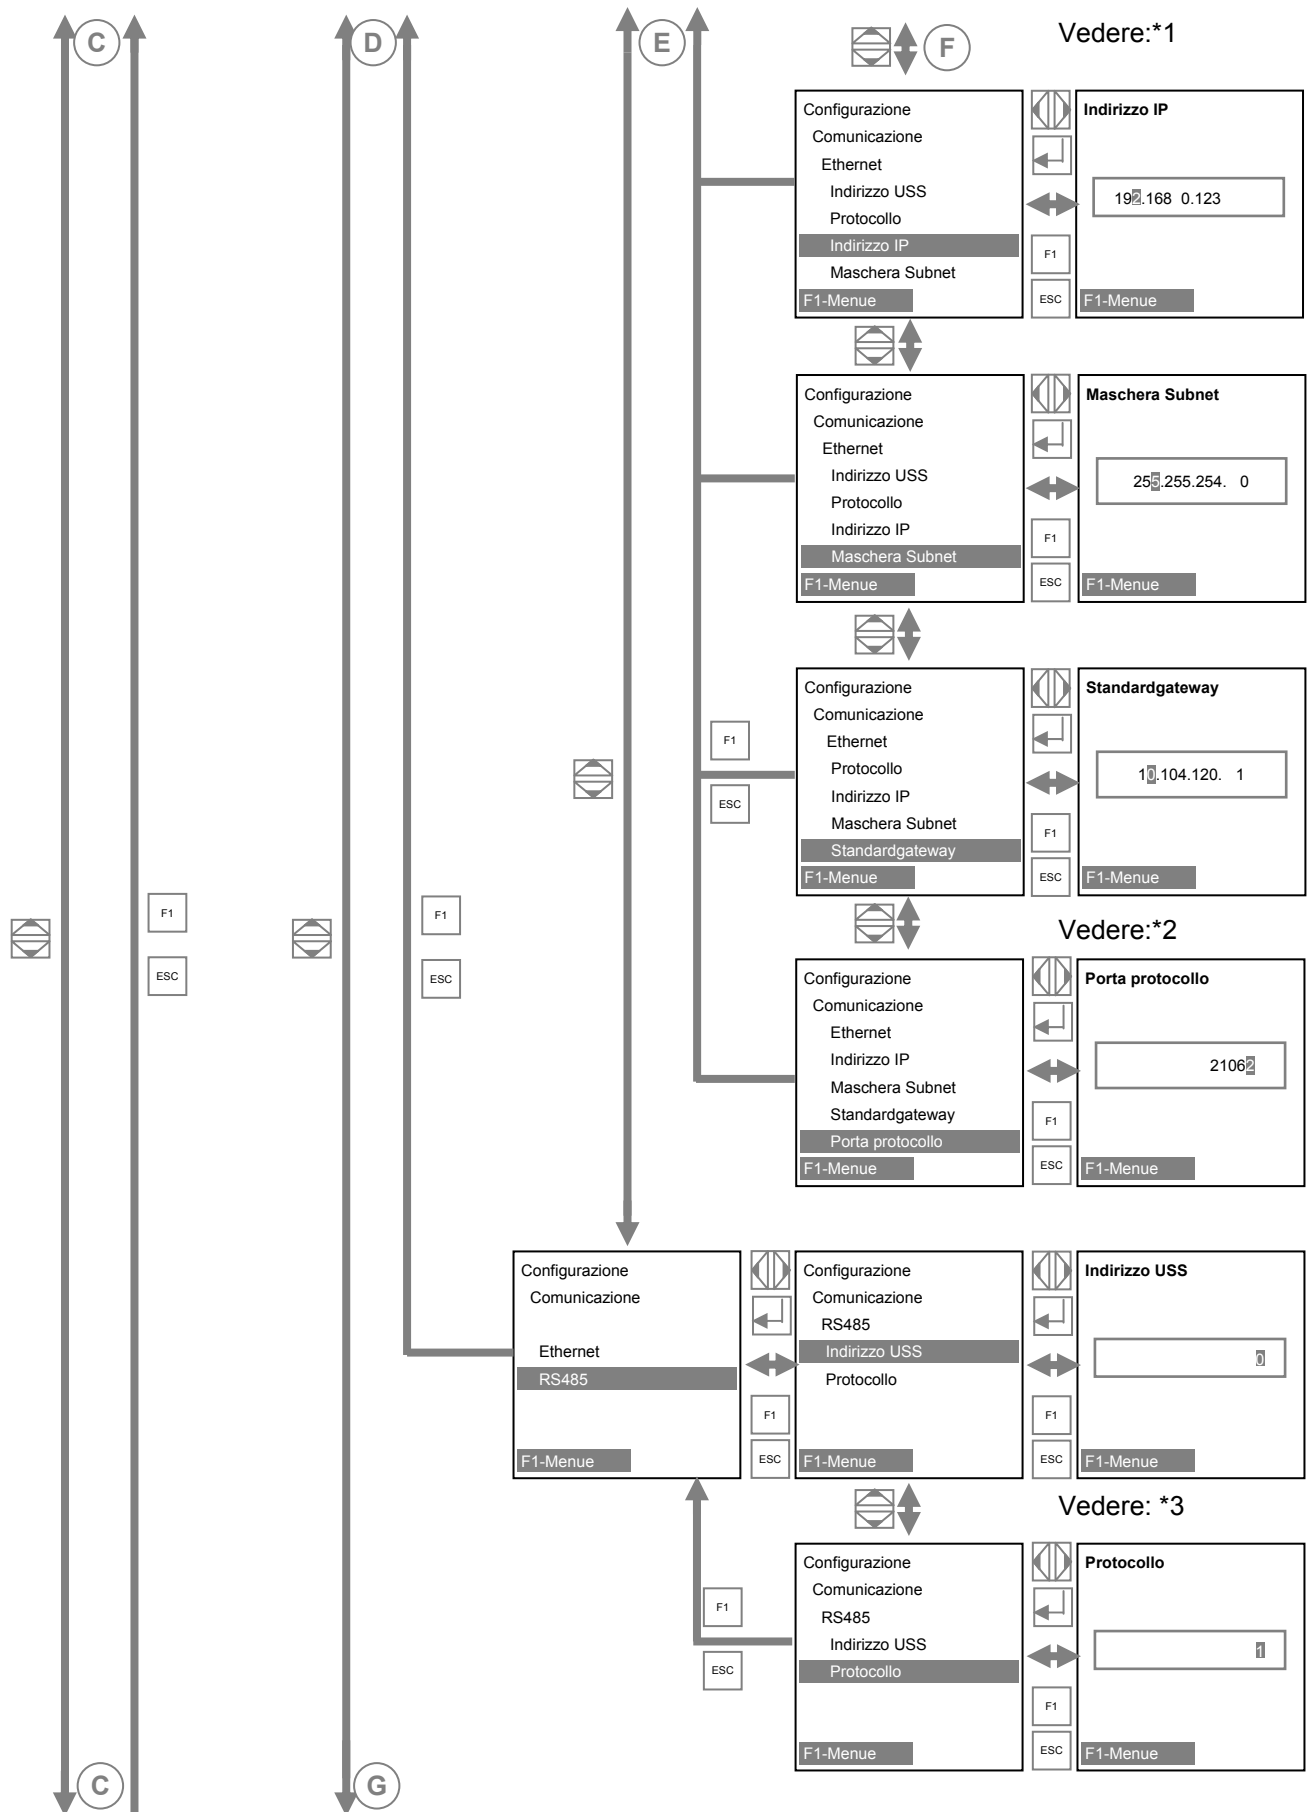 C
D
E
F
Vedere:*1
Configurazione
Comunicazione
Ethernet
Indirizzo USS
Protocollo
Indirizzo IP
Maschera Subnet
F1-Menue
F1
ESC
Indirizzo IP
192.168 0.123
F1-Menue
Configurazione
Comunicazione
Ethernet
Indirizzo USS
Protocollo
Indirizzo IP
Maschera Subnet
F1-Menue
F1
ESC
Maschera Subnet
255.255.254. 0
F1-Menue
F1
ESC
Configurazione
Comunicazione
Ethernet
Protocollo
Indirizzo IP
Maschera Subnet
Standardgateway
F1-Menue
F1
ESC
Standardgateway
10.104.120. 1
F1-Menue
F1
ESC
F1
ESC
Vedere:*2
Configurazione
Comunicazione
Ethernet
Indirizzo IP
Maschera Subnet
Standardgateway
Porta protocollo
F1-Menue
F1
ESC
Porta protocollo
21062
F1-Menue
Configurazione
Comunicazione
Ethernet
RS485
F1-Menue
F1
ESC
Configurazione
Comunicazione
RS485
Indirizzo USS
Protocollo
F1-Menue
F1
ESC
Indirizzo USS
0
F1-Menue
Vedere: *3
F1
ESC
Configurazione
Comunicazione
RS485
Indirizzo USS
Protocollo
F1-Menue
F1
ESC
Protocollo
1
F1-Menue
C
G